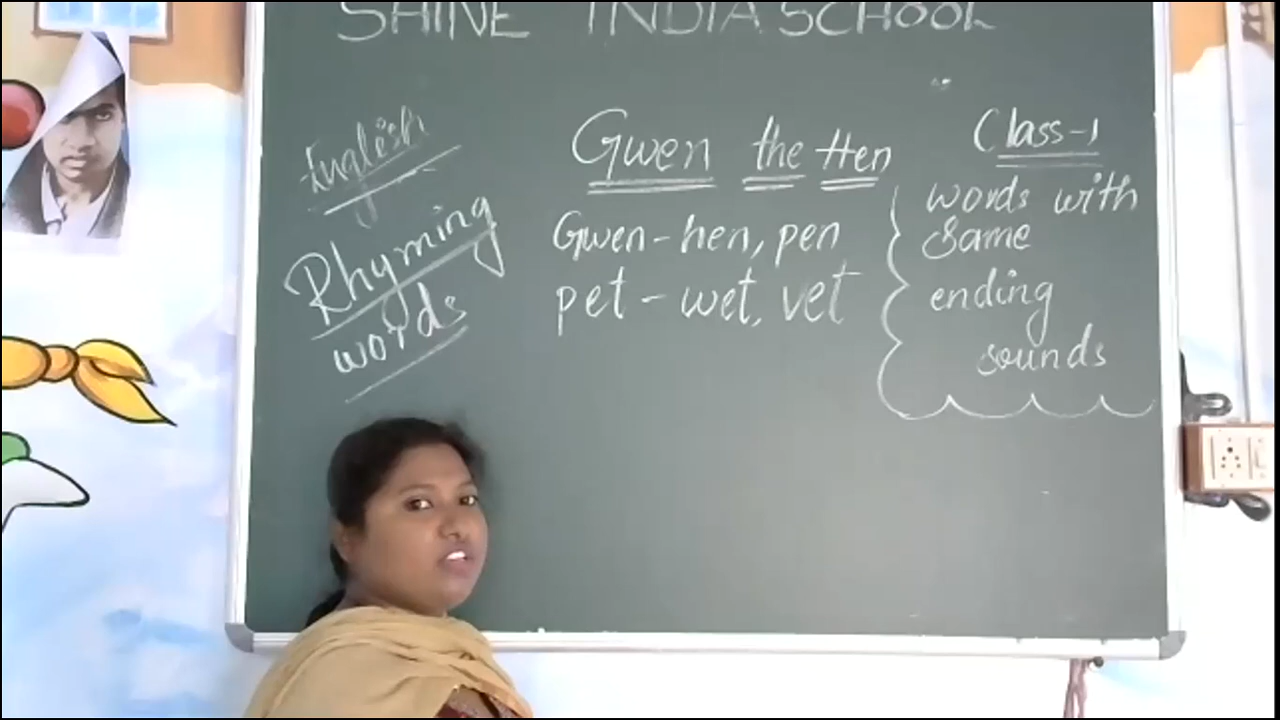 SHINE INDIA SCHOOL
English
Rhyming
words
Gwen the Hen
Gwen - hen, pen
pet - wet, vet
Class-1
words with
same
ending
sounds